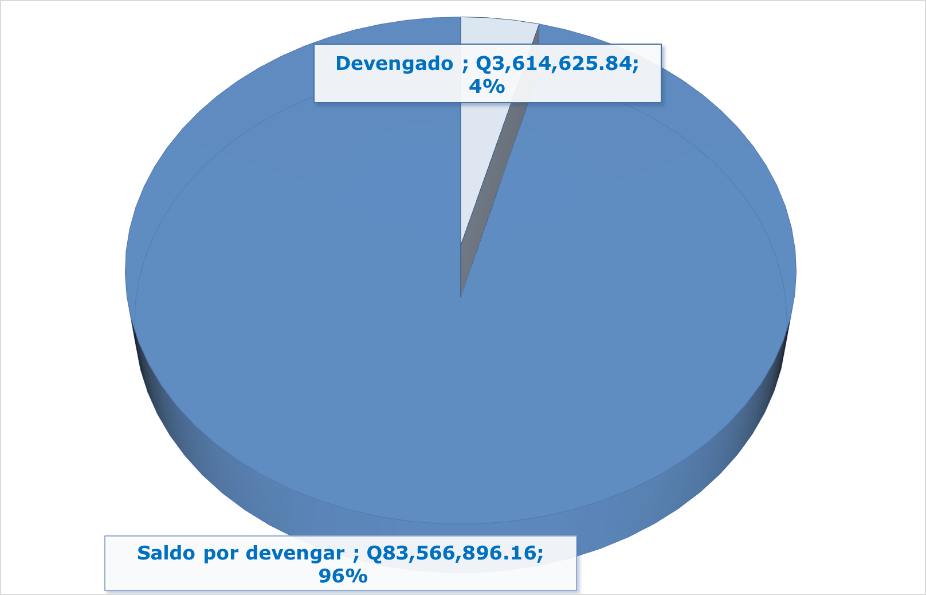 Devengado ; Q3,614,625.84;
4%
Saldo por devengar ; Q83,566,896.16;
96%